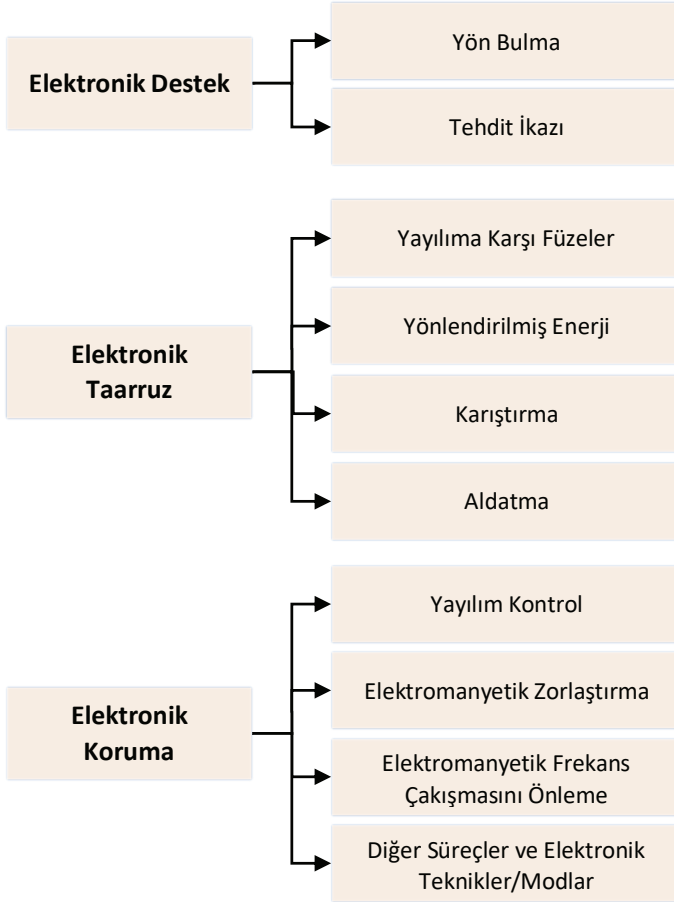 Elektronik Destek
Yön Bulma
Tehdit İkazı
Elektronik
Taarruz
Yayılıma Karşı Füzeler
Yönlendirilmiş Enerji
Karıştırma
Aldatma
Elektronik
Koruma
Yayılım Kontrol
Elektromanyetik Zorlaştırma
Elektromanyetik Frekans
Çakışmasını Önleme
Diğer Süreçler ve Elektronik
Teknikler/Modlar